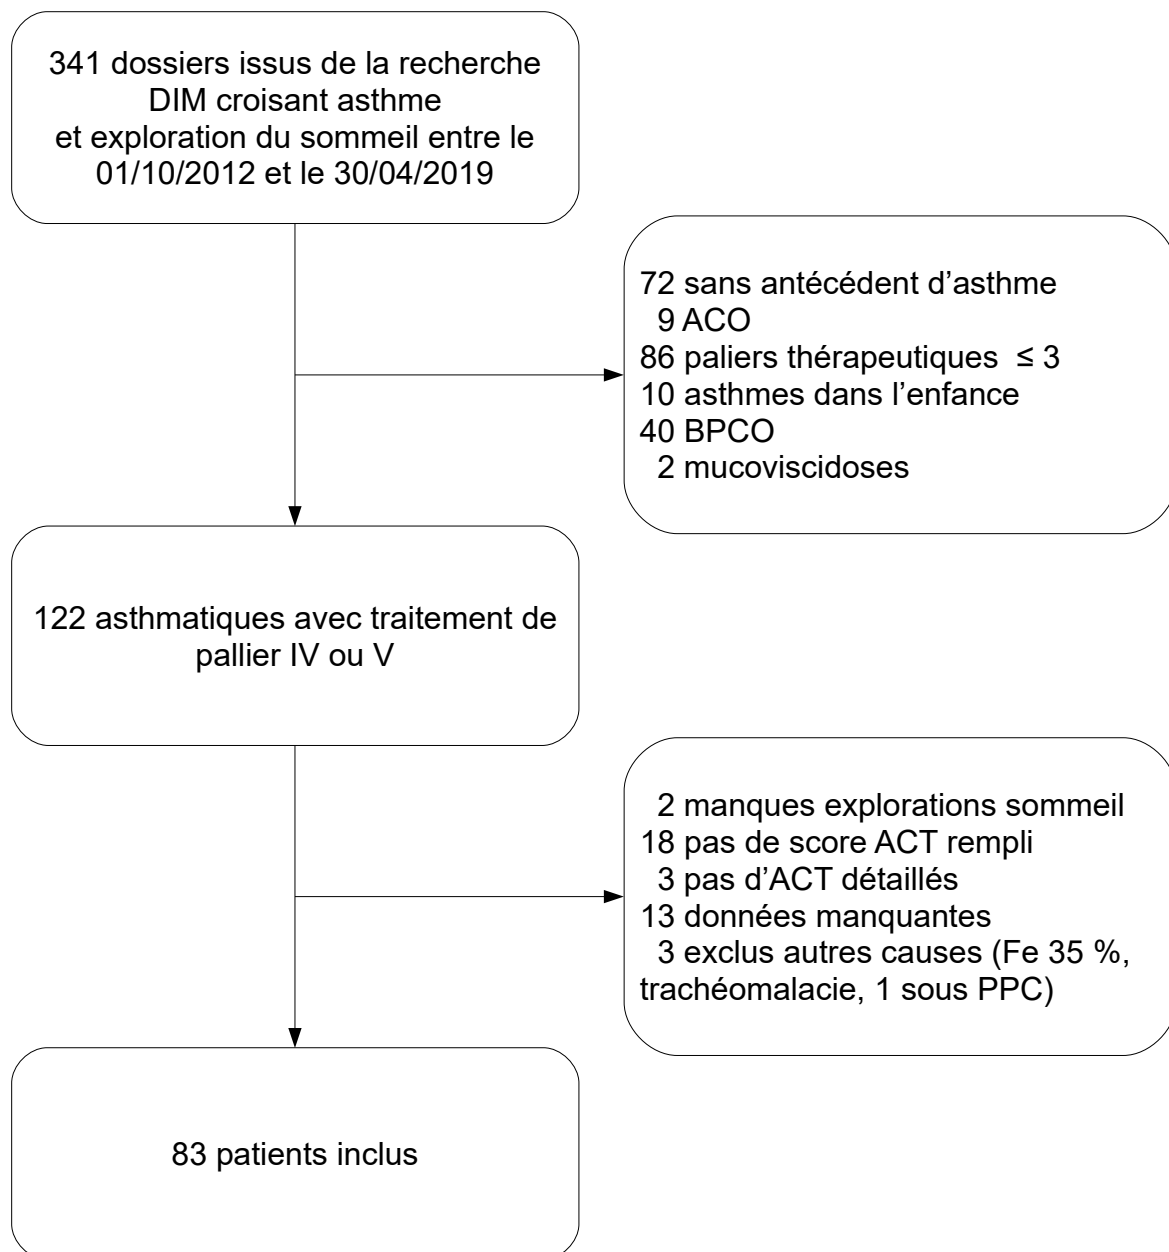 341 dossiers issus de la recherche
DIM croisant asthme
et exploration du sommeil entre le
01/10/2012 et le 30/04/2019
72 sans antécédent d’asthme
9 ACO
86 paliers thérapeutiques ≤ 3
10 asthmes dans l’enfance
40 BPCO
2 mucoviscidoses
122 asthmatiques avec traitement de
pallier IV ou V
2 manques explorations sommeil
18 pas de score ACT rempli
3 pas d’ACT détaillés
13 données manquantes
3 exclus autres causes (Fe 35 %,
trachéomalacie, 1 sous PPC)
83 patients inclus